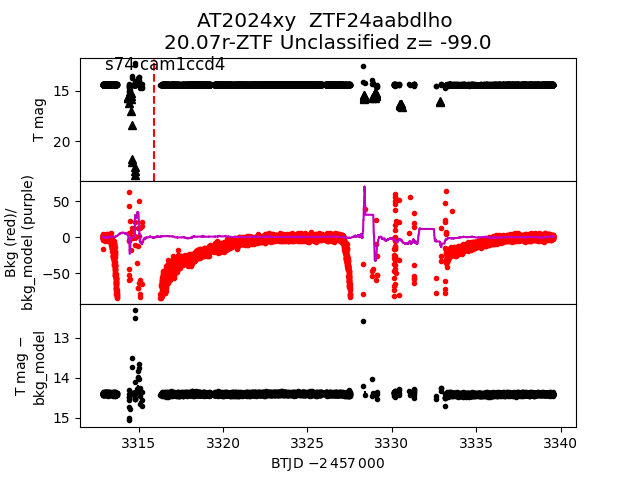 AT2024xy  ZTF24aabdlho
20.07r-ZTF Unclassified z= -99.0
s74 cam1ccd4
15
20
T mag
50
0
−50
Bkg (red)/
bkg_model (purple)
13
14
15
T mag −
bkg_model
3315 3320 3325 3330 3335 3340
BTJD −2 457 000